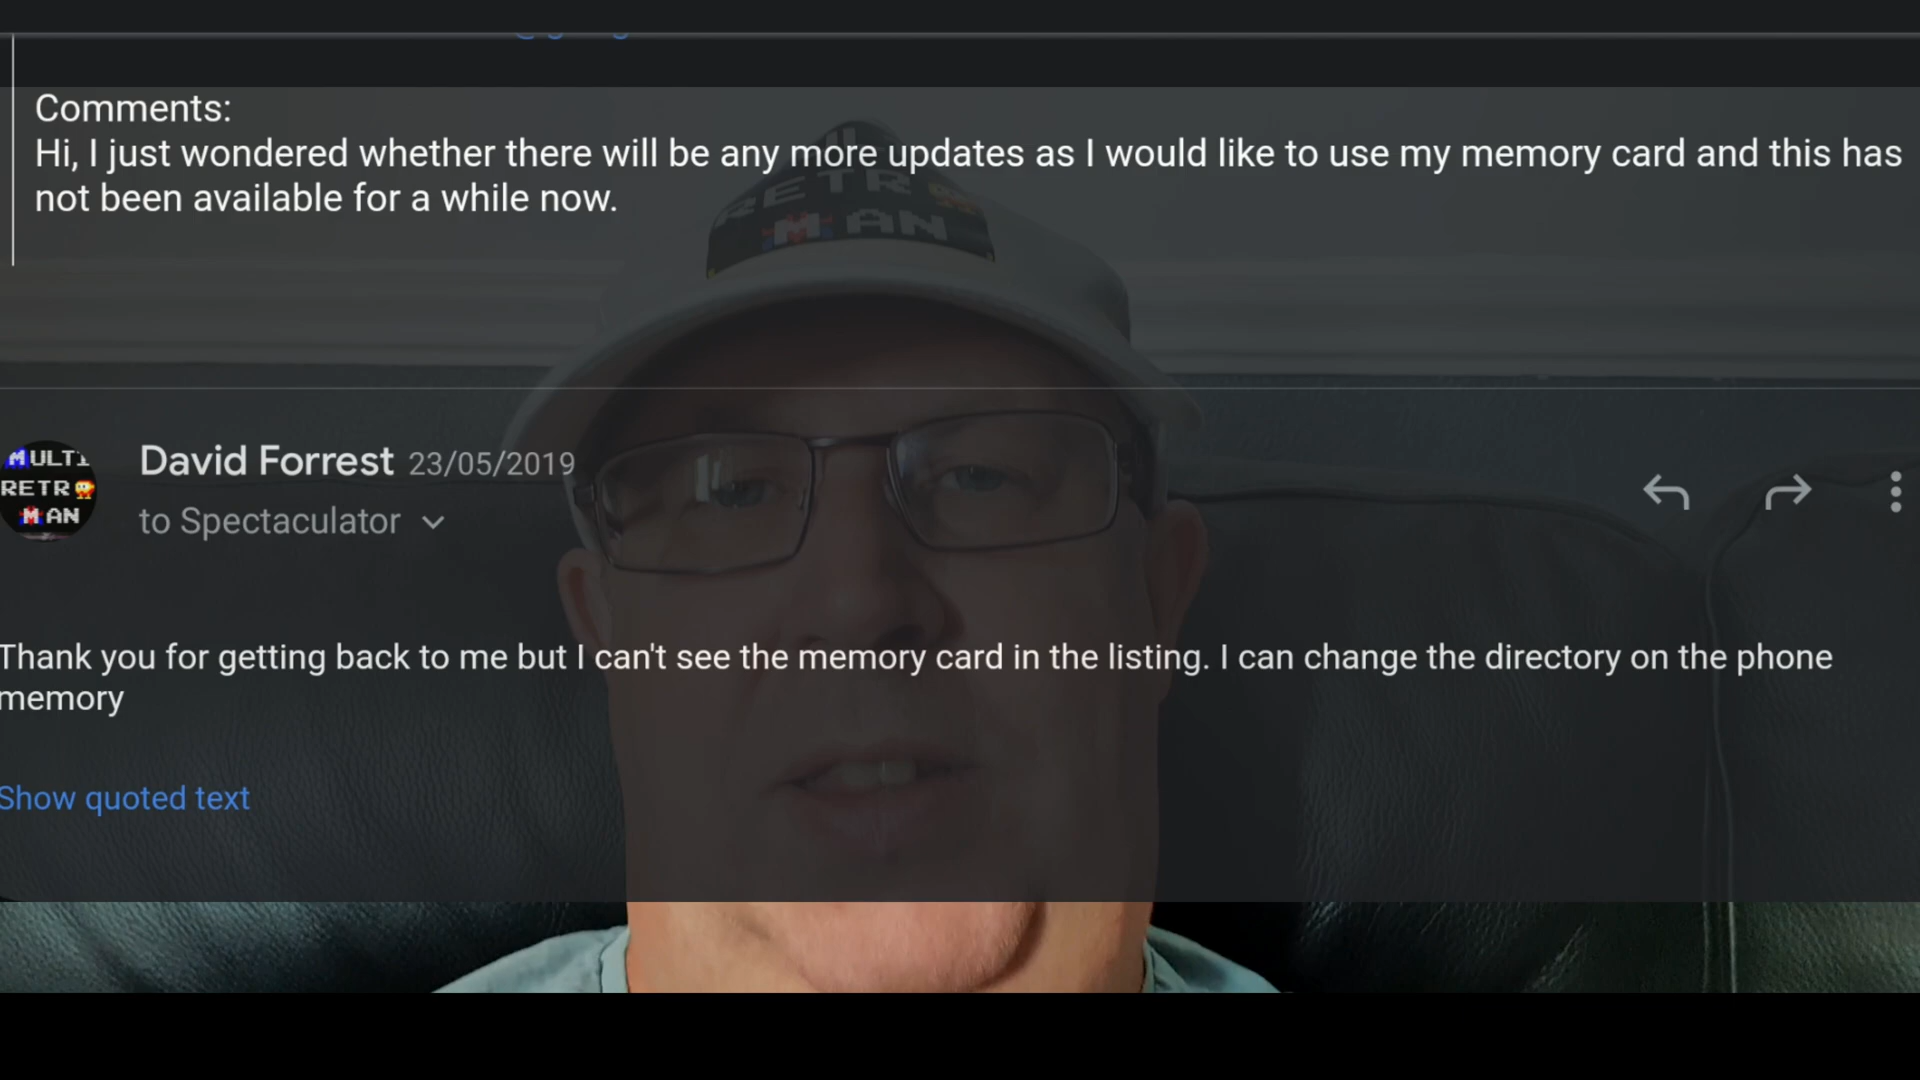 Comments:
Hi, I just wondered whether there will be any more updates as I would like to use my memory card and this has
not been available for a while now.
RETR
MAN
MULTI
RETR
MAN
David Forrest 23/05/2019
to Spectaculator
Thank you for getting back to me but I can't see the memory card in the listing. I can change the directory on the phone
memory
Show quoted text